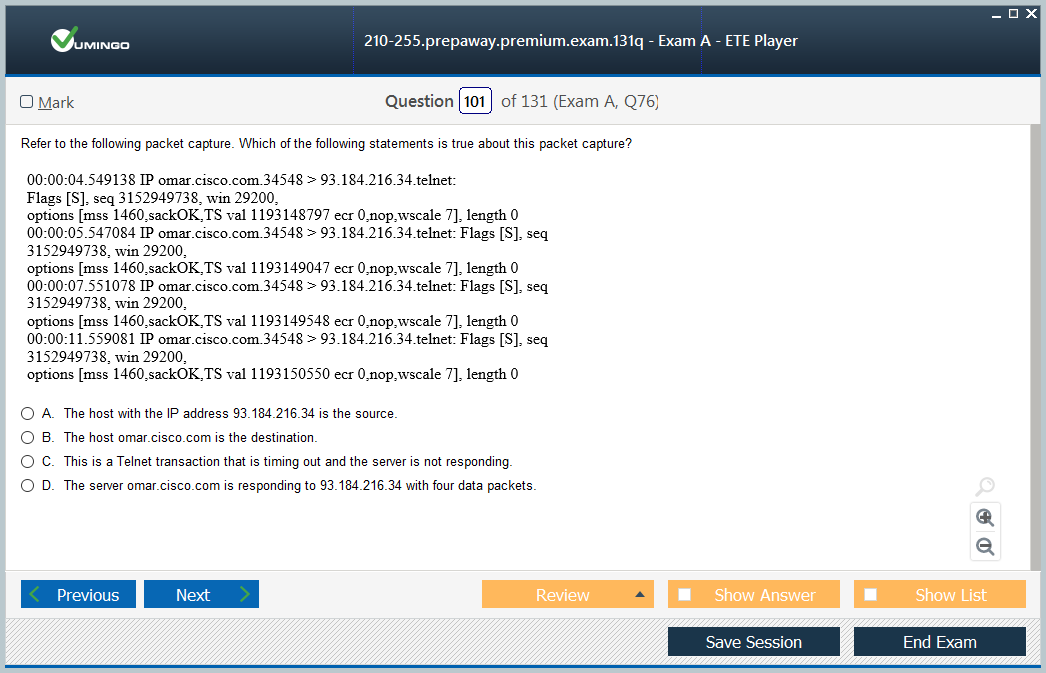 VUMINGO
210-255.prepaway.premium.exam.131q - Exam A - ETE Player
Mark
Question 101 of 131 (Exam A, Q76)
Refer to the following packet capture. Which of the following statements is true about this packet capture?
00:00:04.549138 IP omar.cisco.com.34548 > 93.184.216.34.telnet:
Flags [S], seq 3152949738, win 29200,
options [mss 1460,sackOK,TS val 1193148797 ecr 0,nop,wscale 7], length 0
00:00:05.547084 IP omar.cisco.com.34548 > 93.184.216.34.telnet: Flags [S], seq
3152949738, win 29200,
options [mss 1460,sackOK,TS val 1193149047 ecr 0,nop,wscale 7], length 0
00:00:07.551078 IP omar.cisco.com.34548 > 93.184.216.34.telnet: Flags [S], seq
3152949738, win 29200,
options [mss 1460,sackOK,TS val 1193149548 ecr 0,nop,wscale 7], length 0
00:00:11.559081 IP omar.cisco.com.34548 > 93.184.216.34.telnet: Flags [S], seq
3152949738, win 29200,
options [mss 1460,sackOK,TS val 1193150550 ecr 0,nop,wscale 7], length 0
A. The host with the IP address 93.184.216.34 is the source.
B. The host omar.cisco.com is the destination.
C. This is a Telnet transaction that is timing out and the server is not responding.
D. The server omar.cisco.com is responding to 93.184.216.34 with four data packets.
Previous
Next
Review
Show Answer
Show List
Save Session
End Exam